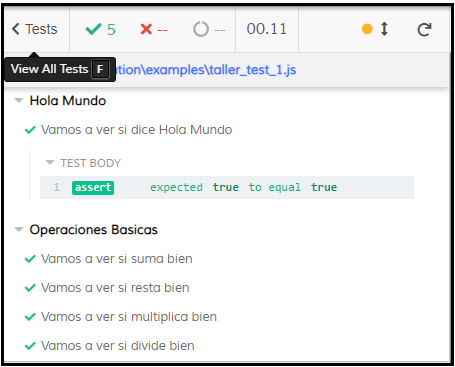 Tests 5 -- -- 00.11
View All Tests F ation\examples\taller_test_1.js
Hola Mundo
Vamos a ver si dice Hola Mundo
TEST BODY
1 assert expected true to equal true
Operaciones Basicas
Vamos a ver si suma bien
Vamos a ver si resta bien
Vamos a ver si multiplica bien
Vamos a ver si divide bien